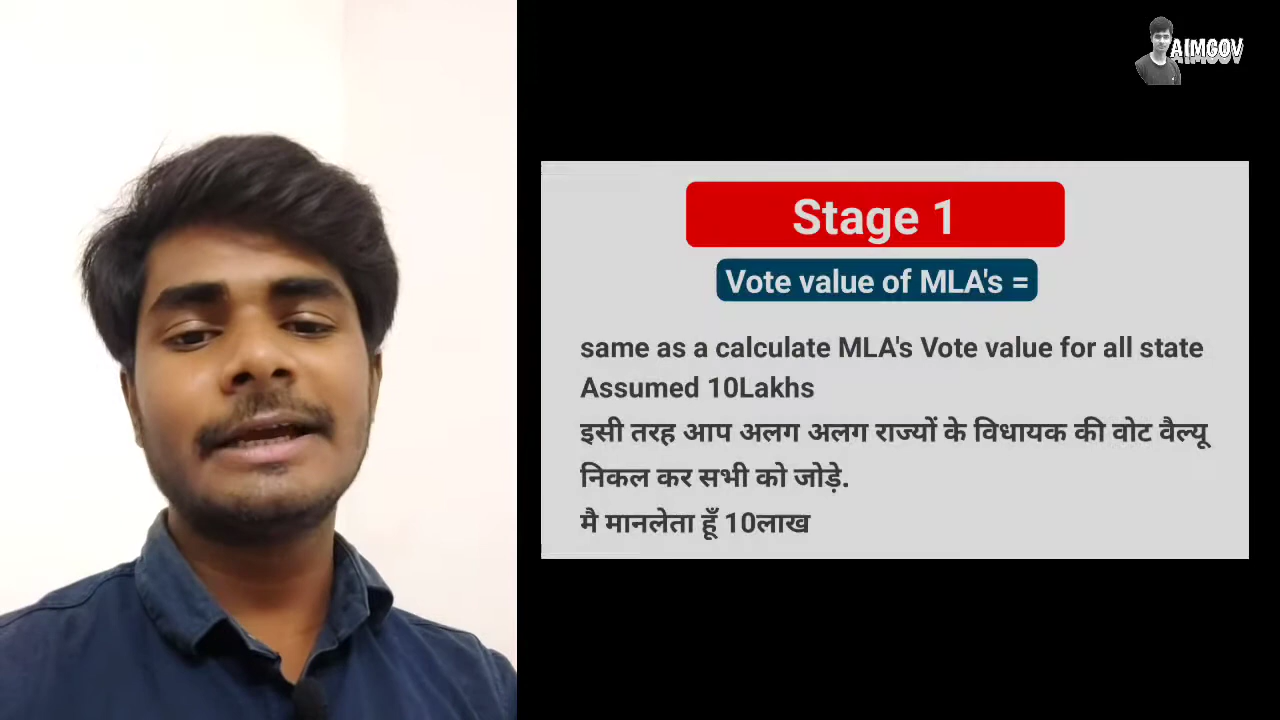 AIMGOV
Stage 1
Vote value of MLA's =
same as a calculate MLA's Vote value for all state
Assumed 10Lakhs
इसी तरह आप अलग अलग राज्यों के विधायक की वोट वैल्यू
निकल कर सभी को जोड़े.
मै मानलेता हूँ 10लाख